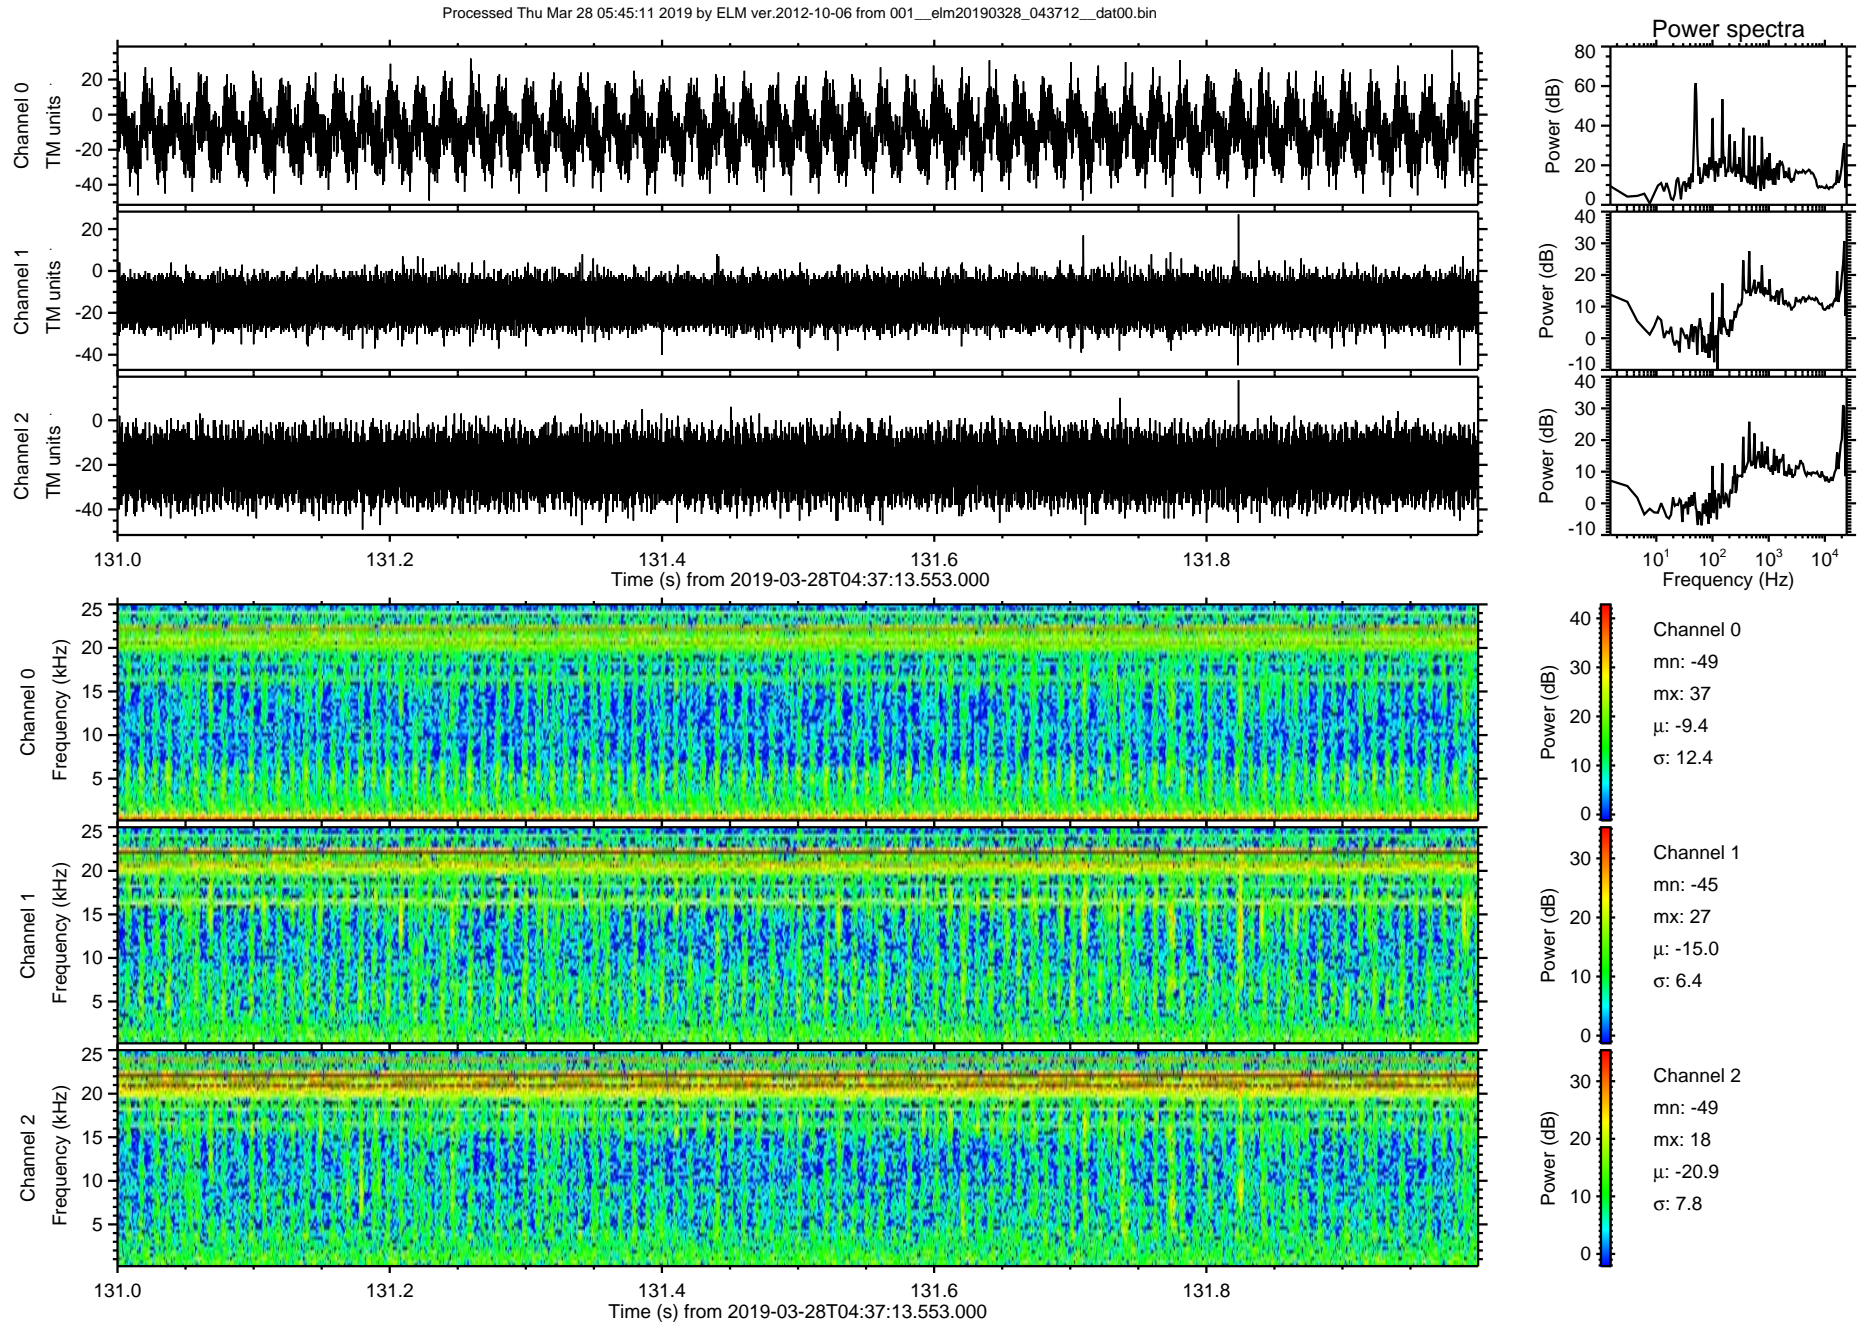 Processed Thu Mar 28 05:45:11 2019 by ELM ver.2012-10-06 from 001__elm20190328_043712__dat00.bin
Power spectra
Channel 0
TM units
20
0
-20
-40
Power (dB)
80
60
40
20
0
Channel 1
TM units
20
0
-20
-40
Power (dB)
40
30
20
10
0
-10
Channel 2
TM units
0
-20
-40
Power (dB)
40
30
20
10
0
-10
131.0 131.2 131.4 131.6 131.8
Time (s) from 2019-03-28T04:37:13.553.000
10^1 10^2 10^3 10^4
Frequency (Hz)
Channel 0
Frequency (kHz)
25
20
15
10
5
Power (dB)
40
30
20
10
0
Channel 0
mn: -49
mx: 37
μ: -9.4
σ: 12.4
Channel 1
Frequency (kHz)
25
20
15
10
5
Power (dB)
30
20
10
0
Channel 1
mn: -45
mx: 27
μ: -15.0
σ: 6.4
Channel 2
Frequency (kHz)
25
20
15
10
5
Power (dB)
30
20
10
0
Channel 2
mn: -49
mx: 18
μ: -20.9
σ: 7.8
131.0 131.2 131.4 131.6 131.8
Time (s) from 2019-03-28T04:37:13.553.000